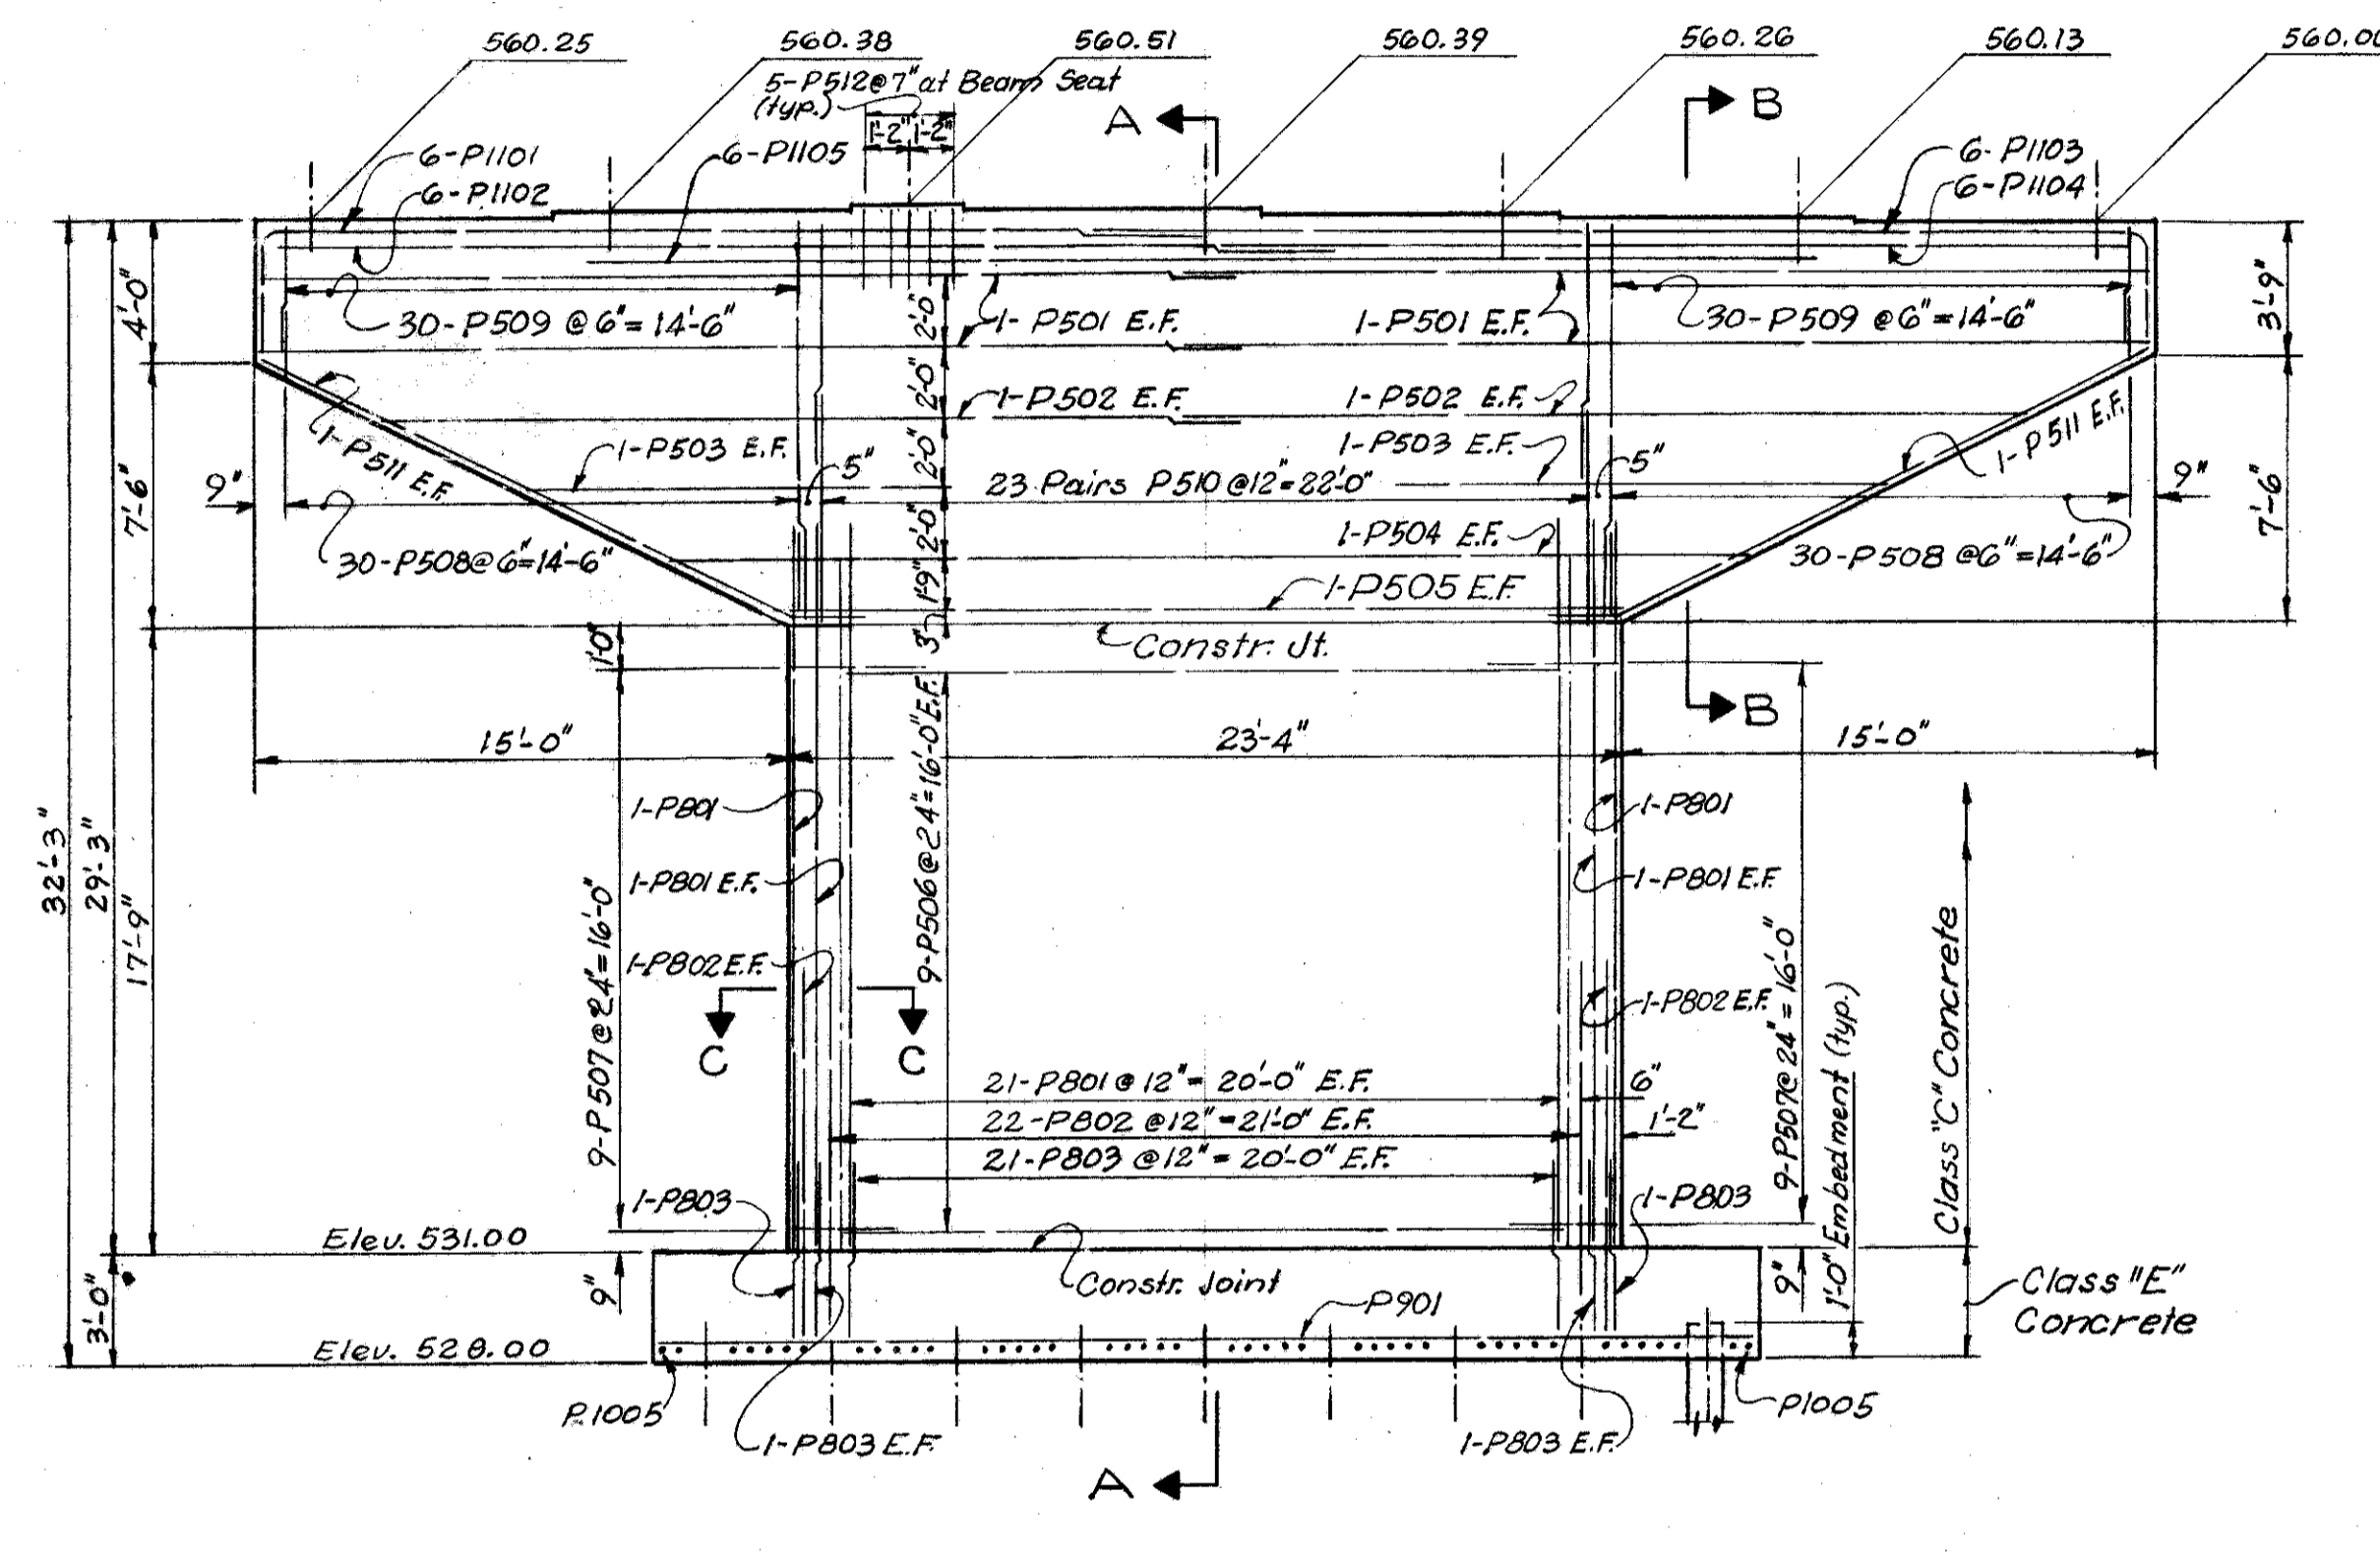 560.25
560.38
560.51
560.39
560.26
560.13
5-P512@7" at Beam Seat
(typ.)
A
B
1'-2"
1'-2"
6-P1101
6-P1105
6-P1103
6-P1102
6-P1104
4'-0"
30-P509 @6"=14'-6"
2'-0"
1-P501 E.F.
1-P501 E.F.
30-P509 @6"=14'-6"
3'-9"
2'-0"
1-P502 E.F.
1-P502 E.F.
1-P511 E.F.
1-P511 E.F.
1-P503 E.F.
5"
2'-0"
1-P503 E.F.
5"
7'-6"
9"
23 Pairs P510 @12"=22'-0"
9"
7'-6"
2'-0"
1-P504 E.F.
30-P508@6"=14'-6"
30-P508 @6"=14'-6"
1'-9"
1-P505 E.F.
1'-0"
3"
Constr. Jt.
B
15'-0"
23'-4"
15'-0"
9-P506@24"=16'-0"E.F.
32'-3"
29'-3"
17'-9"
1-P801
1-P801
1-P801 E.F.
1-P801 E.F.
9-P507@24"=16'-0"
1-P802 E.F.
1-P802 E.F.
C
C
9-P507@24"=16'-0"
1'-0" Embedment (typ.)
Class "C" Concrete
21-P801@12"=20'-0" E.F.
6"
22-P802 @12"=21'-0" E.F.
1'-2"
21-P803 @12"=20'-0" E.F.
1-P803
1-P803
Elev. 531.00
9"
Constr. Joint
9"
Class "E"
Concrete
3'-0"
P901
Elev. 528.00
P1005
P1005
1-P803 E.F.
1-P803 E.F.
A